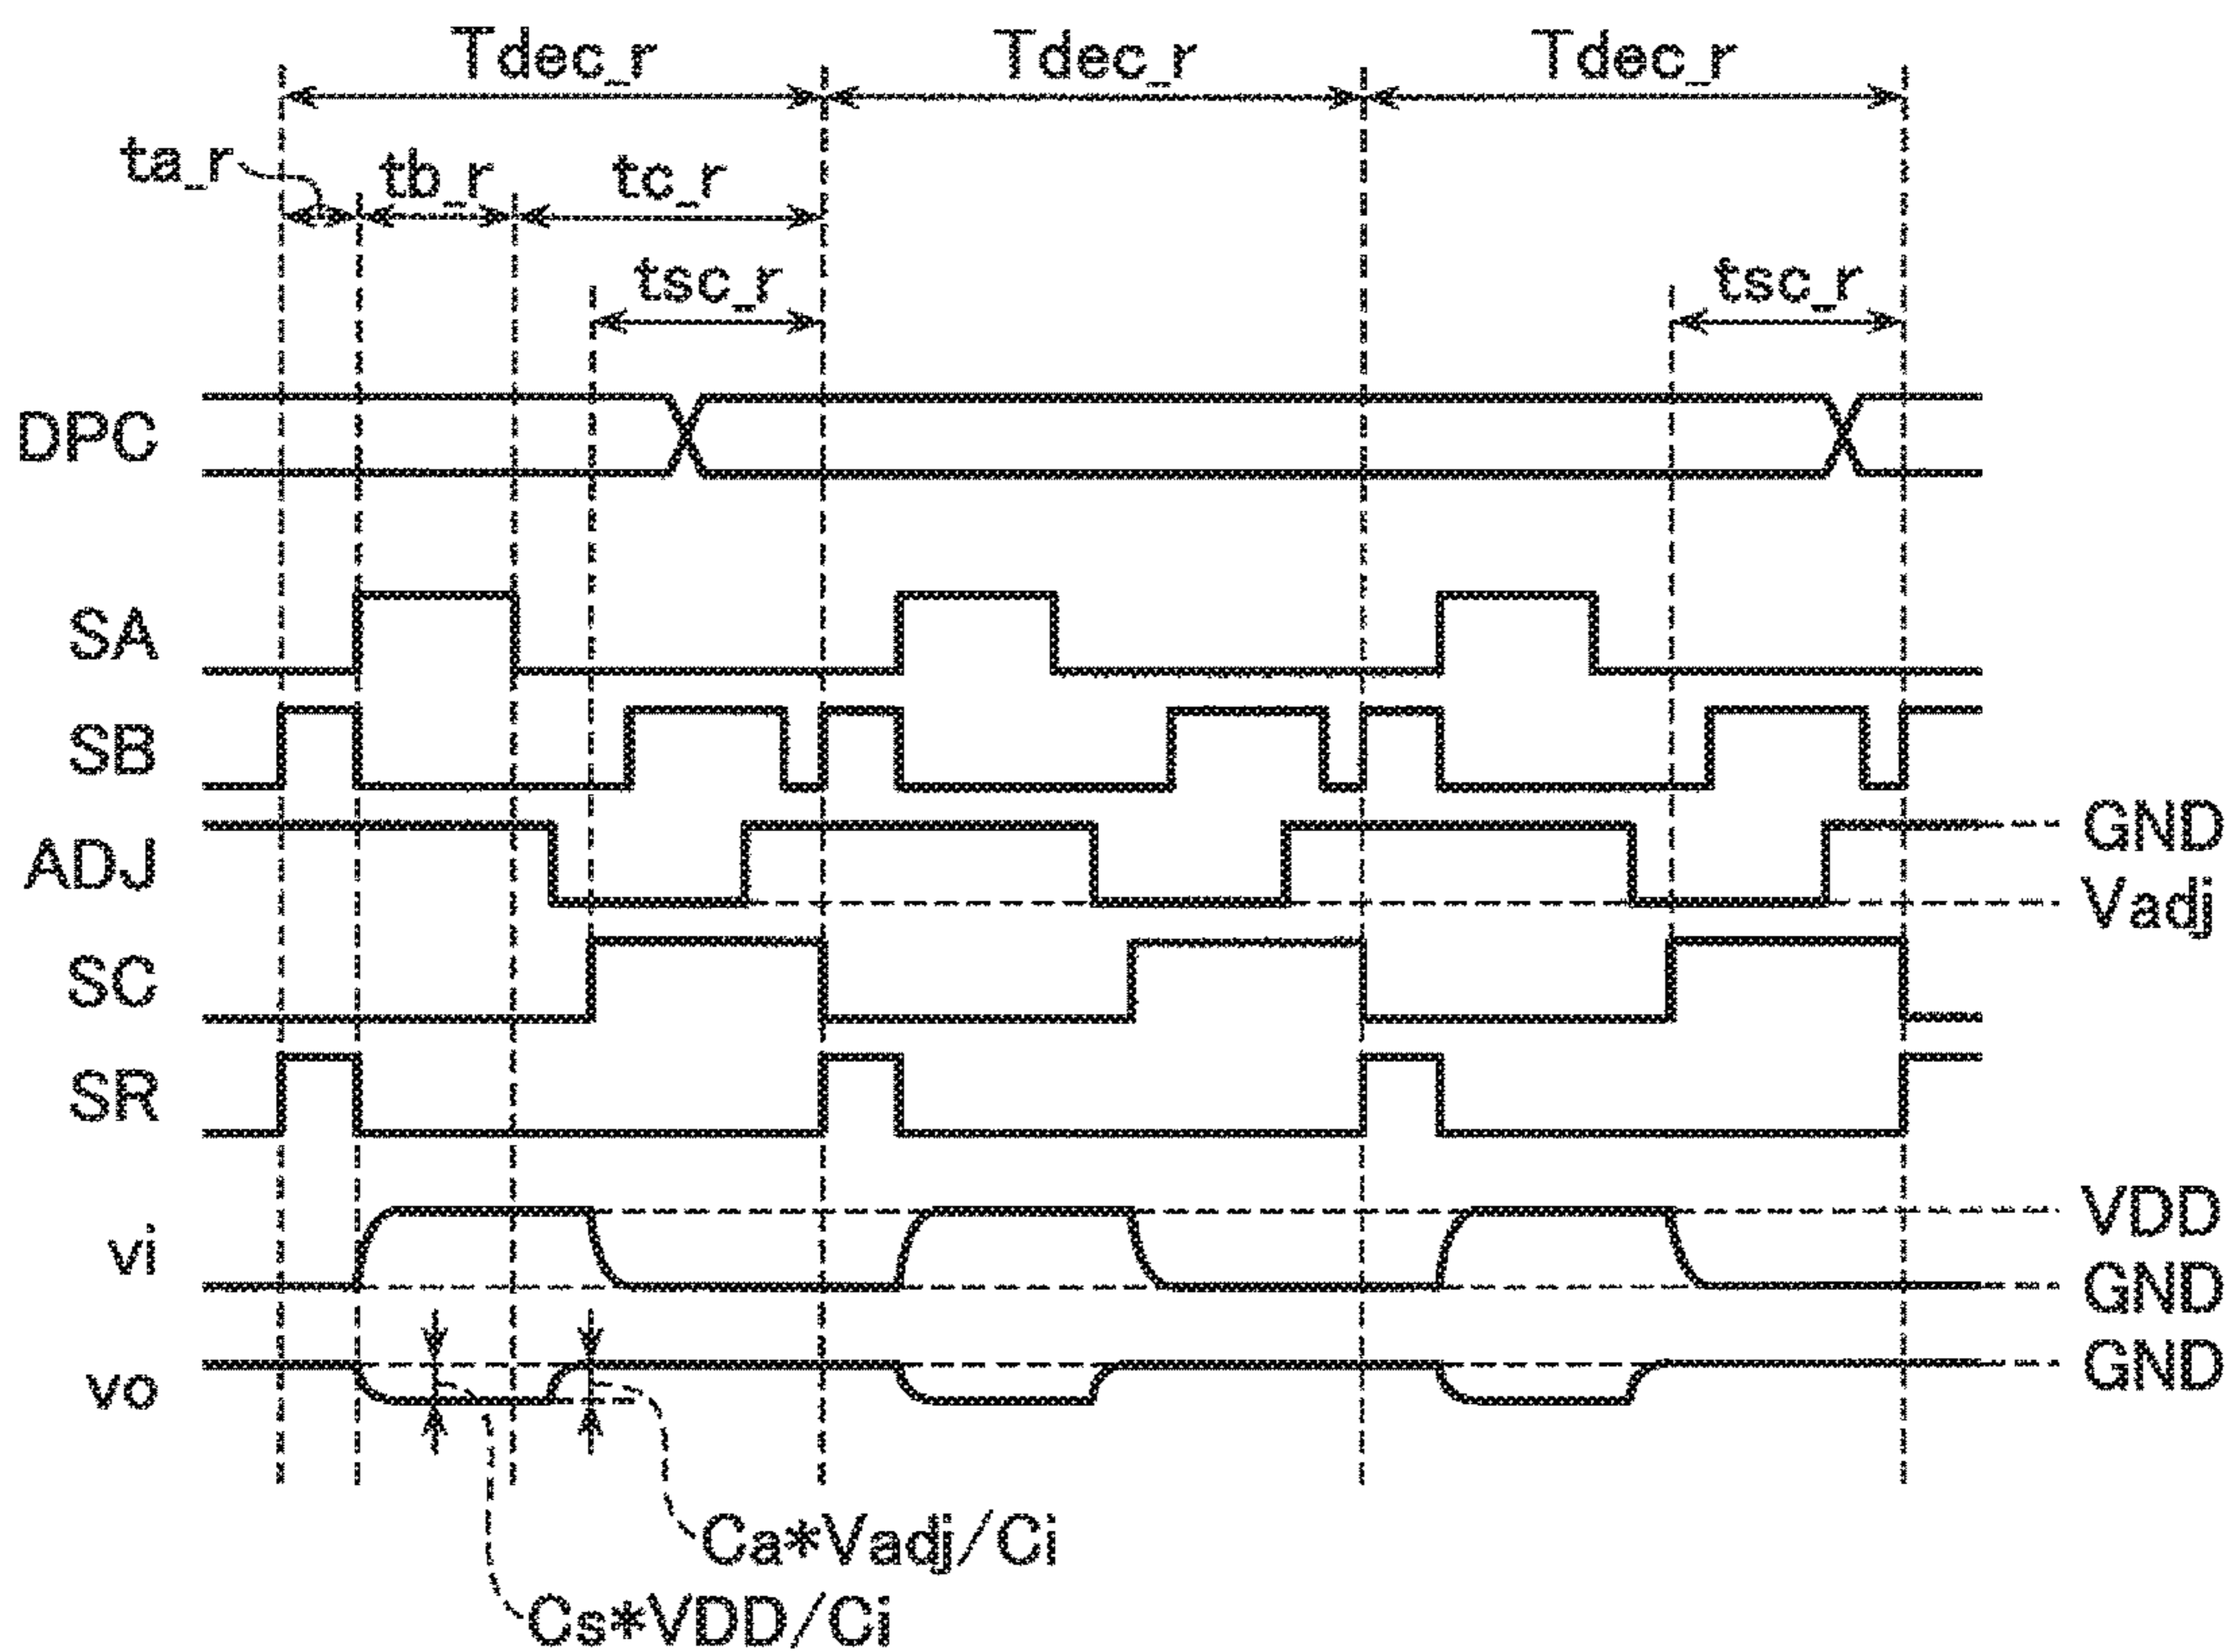 Tdec_r Tdec_r Tdec_r
ta_r tb_r tc_r
tsc_r tsc_r
DPC
SA
SB
ADJ
GND
Vadj
SC
SR
vi
VDD
GND
vo
GND
Ca*Vadj/Ci
Cs*VDD/Ci